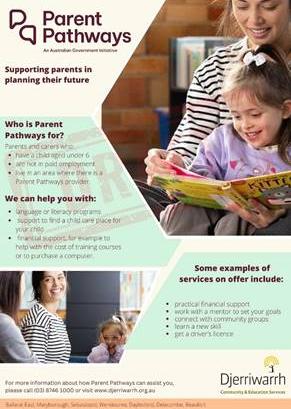 Parent
Pathways
An Australian Government Initiative
Supporting parents in
planning their future
Who is Parent
Pathways for?
Parents and carers who:
• have a child aged under 6
• are not in paid employment
• live in an area where there is a
Parent Pathways provider.
We can help you with:
• language or literacy programs
• support to find a child care place for
your child
• financial support, for example to
help with the cost of training courses
or to purchase a computer.
Some examples of
services on offer include:
• practical financial support
• work with a mentor to set your goals
• connect with community groups
• learn a new skill
• get a driver's licence
For more information about how Parent Pathways can assist you,
please call (03) 8746 1000 or visit www.djerriwarrh.org.au
Djerriwarrh
Community & Education Services
Ballarat East, Maryborough, Sebastopol, Wendouree, Daylesford, Delacombe, Beaufort